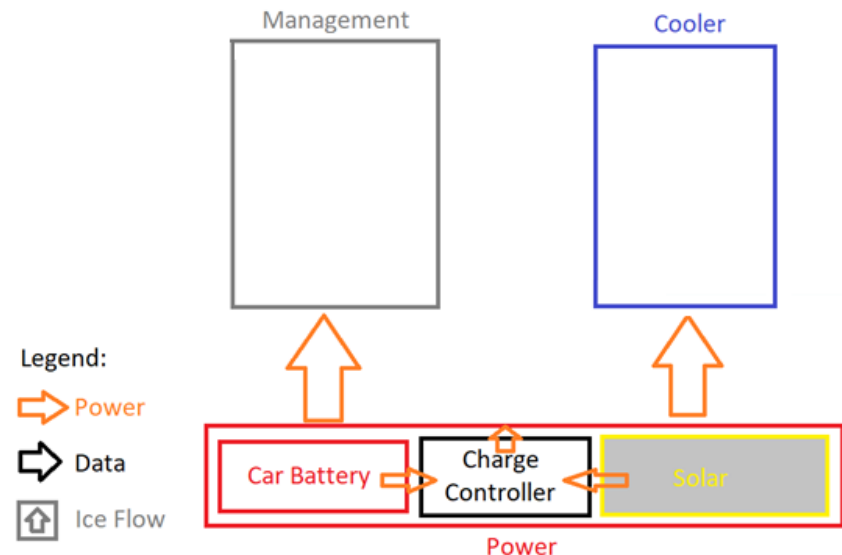 Management
Cooler
Legend:
Power
Data
Ice Flow
Car Battery
Charge
Controller
Solar
Power